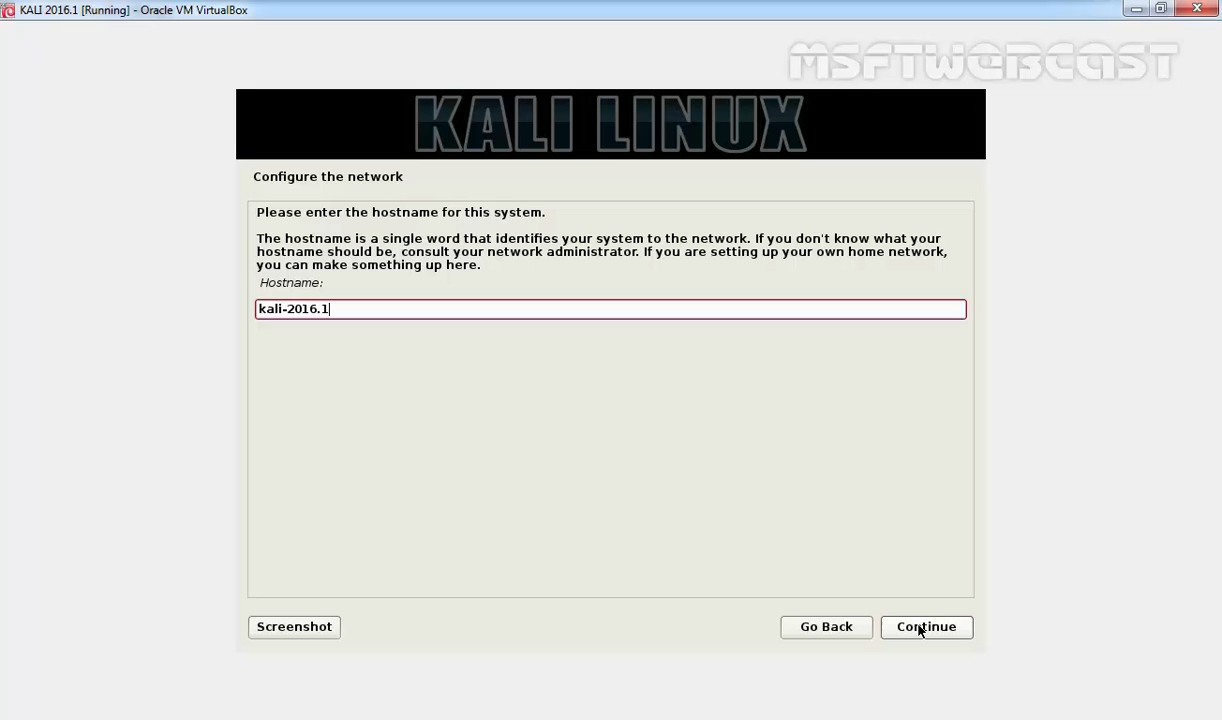 KALI 2016.1 [Running] - Oracle VM VirtualBox
MSFTWEBCAST
KALI LINUX
Configure the network
Please enter the hostname for this system.
The hostname is a single word that identifies your system to the network. If you don't know what your
hostname should be, consult your network administrator. If you are setting up your own home network,
you can make something up here.
Hostname:
kali-2016.1
Screenshot
Go Back
Continue